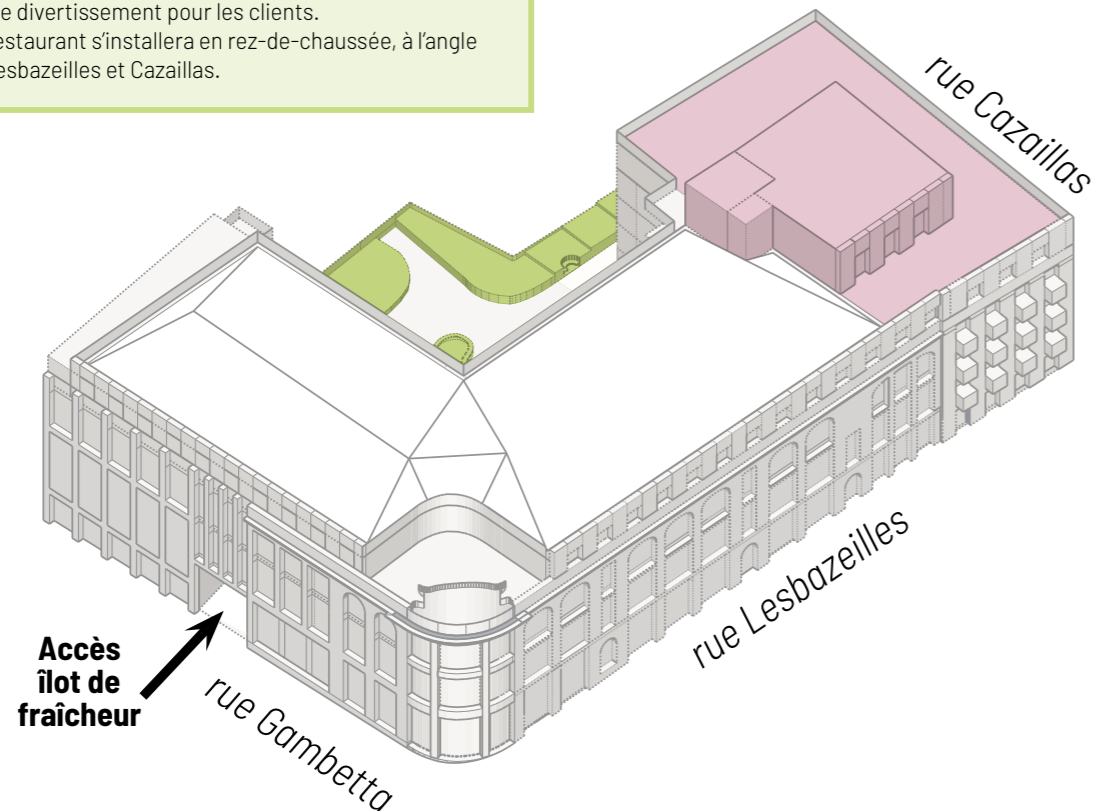 e divertissement pour les clients.
estaurant s’installera en rez-de-chaussée, à l’angle
esbazeilles et Cazaillas.
rue Cazaillas
rue Lesbazeilles
Accès
îlot de
fraîcheur
rue Gambetta